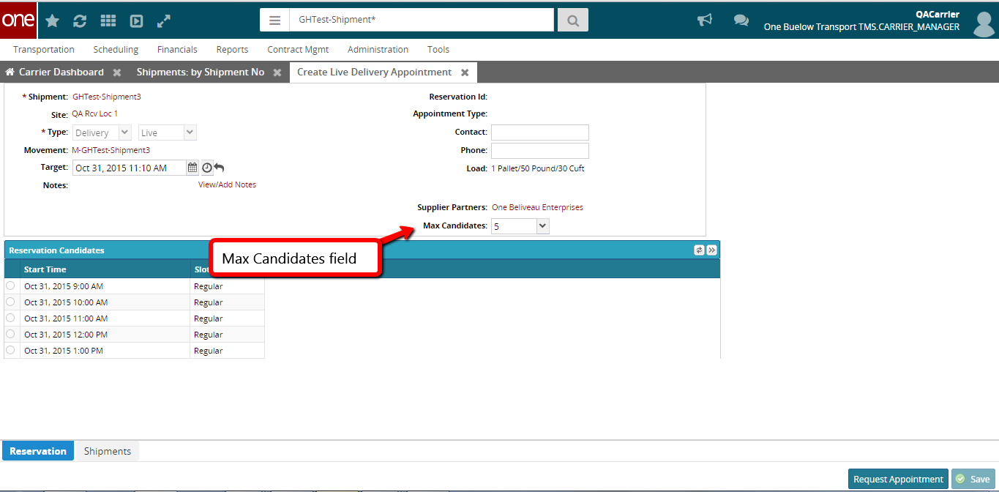 one
GHTest-Shipment*
QACarrier
One Buelow Transport TMS.CARRIER_MANAGER
Transportation Scheduling Financials Reports Contract Mgmt Administration Tools
Carrier Dashboard Shipments: by Shipment No Create Live Delivery Appointment
* Shipment: GHTest-Shipment3
Site: QA Rcv Loc 1
* Type: Delivery Live
Movement: M-GHTest-Shipment3
Target: Oct 31, 2015 11:10 AM
Notes: View/Add Notes
Reservation Id:
Appointment Type:
Contact:
Phone:
Load: 1 Pallet/50 Pound/30 Cuft
Supplier Partners: One Beliveau Enterprises
Max Candidates: 5
Max Candidates field
Reservation Candidates
Start Time
Oct 31, 2015 9:00 AM Regular
Oct 31, 2015 10:00 AM Regular
Oct 31, 2015 11:00 AM Regular
Oct 31, 2015 12:00 PM Regular
Oct 31, 2015 1:00 PM Regular
Reservation Shipments
Request Appointment Save